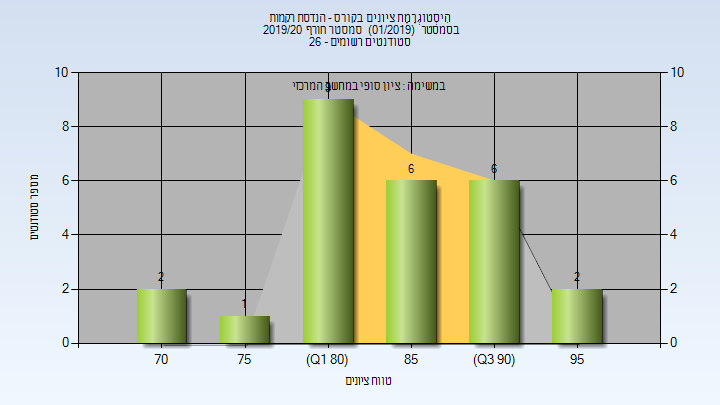 היסטוגרמת ציונים בקורס - הנדסת רקמות
בסמסטר (01/2019) סמסטר חורף 2019/20
סטודנטים רשומים - 26
במשימה : ציון סופי במחשב המרכזי
מספר סטודנטים
10 10
8 8
6 6
4 4
2 2
0 0
2 1 9 6 6 2
70 75 (Q1 80) 85 (Q3 90) 95
טווח ציונים